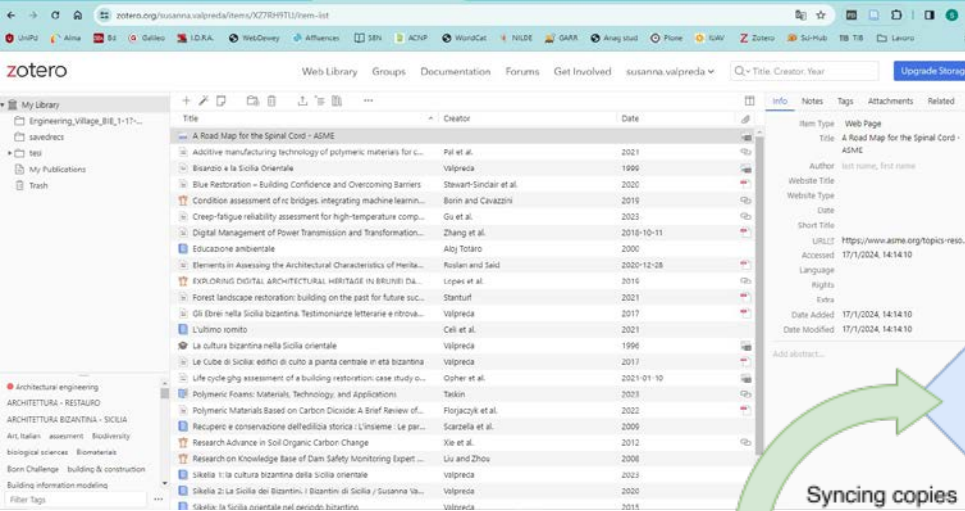 zotero.org/susanna.valpreda/items/XZ7RH9TU/item-list
UniPd Alma Bd Galileo I.D.R.A. WebDewey Affluences SBN ACNP WorldCat NILDE GARR Anag stud Plone IUAV Zotero Sci-Hub TIB TIB Lavoro
zotero
Web Library Groups Documentation Forums Get Involved susanna.valpreda Title, Creator, Year Upgrade Storag
My Library
Engineering_Village_BIB_1-17-...
savedrecs
tesi
My Publications
Trash
Title Creator Date
A Road Map for the Spinal Cord - ASME
Additive manufacturing technology of polymeric materials for c... Pal et al. 2021
Bisanzio e la Sicilia Orientale Valpreda 1996
Blue Restoration – Building Confidence and Overcoming Barriers Stewart-Sinclair et al. 2020
Condition assessment of rc bridges. integrating machine learnin... Borin and Cavazzini 2019
Creep-fatigue reliability assessment for high-temperature comp... Gu et al. 2023
Digital Management of Power Transmission and Transformation... Zhang et al. 2018-10-11
Educazione ambientale Aloj Totàro 2000
Elements in Assessing the Architectural Characteristics of Herita... Roslan and Said 2020-12-28
EXPLORING DIGITAL ARCHITECTURAL HERITAGE IN BRUNEI DA... Lopes et al. 2019
Forest landscape restoration: building on the past for future suc... Stanturf 2021
Gli Ebrei nella Sicilia bizantina. Testimonianze letterarie e ritrova... Valpreda 2017
L'ultimo romito Celi et al. 2021
La cultura bizantina nella Sicilia orientale Valpreda 1996
Le Cube di Sicilia: edifici di culto a pianta centrale in età bizantina Valpreda 2017
Life cycle ghg assessment of a building restoration: case study o... Opher et al. 2021-01-10
Polymeric Foams: Materials, Technology, and Applications Taskin 2023
Polymeric Materials Based on Carbon Dioxide: A Brief Review of... Florjaczyk et al. 2022
Recupero e conservazione dell'edilizia storica : L'insieme : Le par... Scarzella et al. 2009
Research Advance in Soil Organic Carbon Change Xie et al. 2012
Research on Knowledge Base of Dam Safety Monitoring Expert ... Liu and Zhou 2008
Sikelia 1: la cultura bizantina della Sicilia orientale Valpreda 2023
Sikelia 2: La Sicilia dei Bizantini. I Bizantini di Sicilia / Susanna Va... Valpreda 2020
Sikelia: la Sicilia orientale nel periodo bizantino Valpreda 2015
Architectural engineering
ARCHITETTURA - RESTAURO
ARCHITETTURA BIZANTINA - SICILIA
Art, Italian assesment Biodiversity
biological sciences Biomaterials
Born Challenge building & construction
Building information modeling
Filter Tags
Info Notes Tags Attachments Related
Item Type Web Page
Title A Road Map for the Spinal Cord - ASME
Author last name, first name
Website Title
Website Type
Date
Short Title
URL https://www.asme.org/topics-reso...
Accessed 17/1/2024, 14:14:10
Language
Rights
Extra
Date Added 17/1/2024, 14:14:10
Date Modified 17/1/2024, 14:14:10
Add abstract...
Syncing copies